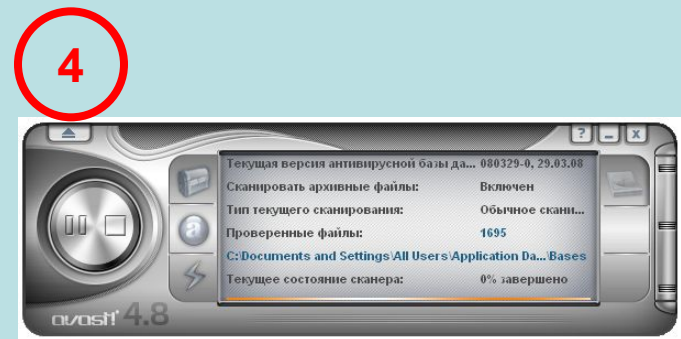 4
? _ x
Текущая версия антивирусной базы да... 080329-0, 29.03.08
Сканировать архивные файлы: Включен
Тип текущего сканирования: Обычное скани...
Проверенные файлы: 1695
C:\Documents and Settings\All Users\Application Da...\Bases
Текущее состояние сканера: 0% завершено
a
avast! 4.8